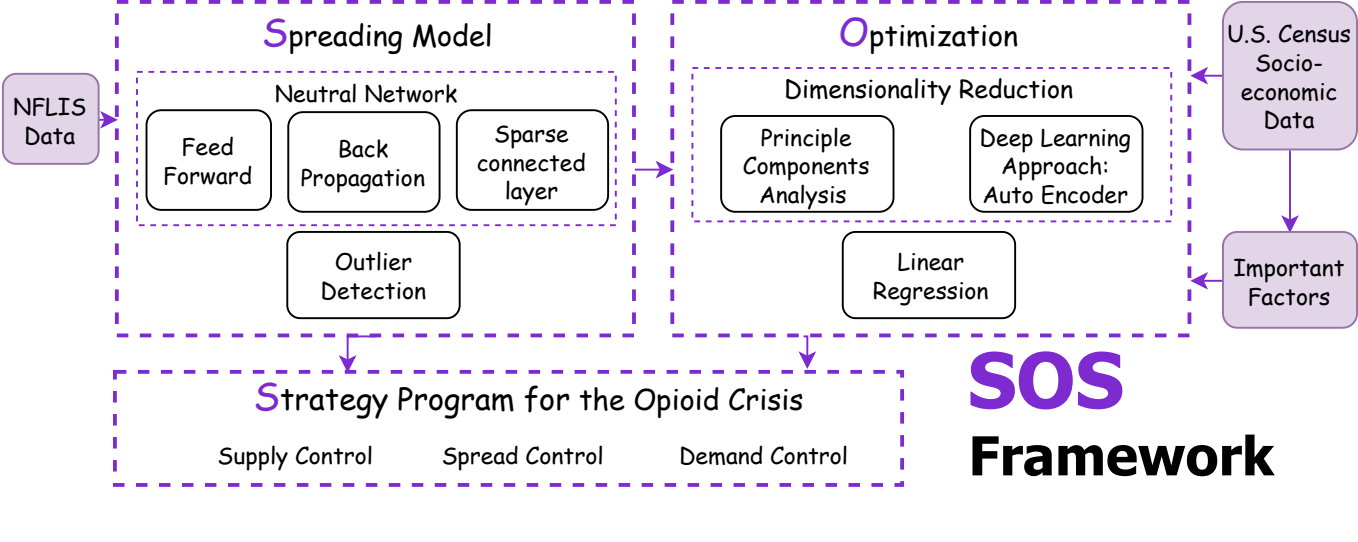 NFLIS
Data
Spreading Model
Neutral Network
Feed
Forward
Back
Propagation
Sparse
connected
layer
Outlier
Detection
Optimization
Dimensionality Reduction
Principle
Components
Analysis
Deep Learning
Approach:
Auto Encoder
Linear
Regression
U.S. Census
Socio-
economic
Data
Important
Factors
Strategy Program for the Opioid Crisis
Supply Control
Spread Control
Demand Control
SOS
Framework